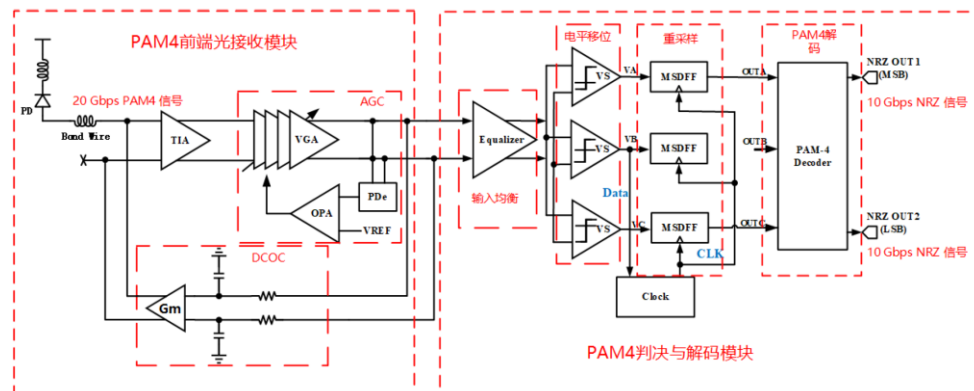 PAM4前端光接收模块
PD
20 Gbps PAM4 信号
Bond Wire
TIA
AGC
VGA
OPA
PDe
VREF
DCOC
Gm
Equalizer
输入均衡
电平移位
VS
VS
VS
VA
VB
VC
Data
重采样
MSDFF
MSDFF
MSDFF
CLK
Clock
OUTA
OUTB
OUTC
PAM4解码
PAM-4
Decoder
NRZ OUT1
(MSB)
10 Gbps NRZ 信号
NRZ OUT2
(LSB)
10 Gbps NRZ 信号
PAM4判决与解码模块